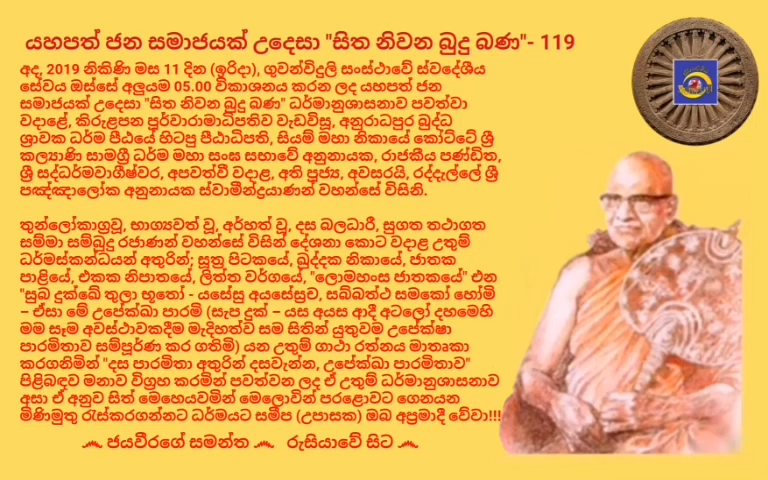 යහපත් ජන සමාජයක් උදෙසා "සිත නිවන බුදු බණ"- 119
අද, 2019 නිකිණි මස 11 දින (ඉරිදා), ගුවන්විදුලි සංස්ථාවේ ස්වදේශීය
සේවය ඔස්සේ අලුයම 05.00 විකාශනය කරන ලද යහපත් ජන
සමාජයක් උදෙසා "සිත නිවන බුදු බණ" ධර්මානුශාසනාව පවත්වා
වදාළේ, කිරුළපන පූර්වාරාමාධිපතිව වැඩවිසූ, අනුරාධපුර බුද්ධ
ශ්‍රාවක ධර්ම පීඨයේ හිටපු පීඨාධිපති, සියම් මහා නිකායේ කෝට්ටේ ශ්‍රී
කල්‍යාණි සාමග්‍රී ධර්ම මහා සංඝ සභාවේ අනුනායක, රාජකීය පණ්ඩිත,
ශ්‍රී සද්ධර්මවාගීෂ්වර, අපවත්වී වදාළ, අති පූජ්‍ය, අවසරයි, රද්දැල්ලේ ශ්‍රී
පඤ්ඤාලෝක අනුනායක ස්වාමීන්ද්‍රයාණන් වහන්සේ විසිනි.
තුන්ලෝකාග්‍රවූ, භාග්‍යවත් වූ, අර්හත් වූ, දස බලධාරී, සුගත තථාගත
සම්මා සම්බුදු රජාණන් වහන්සේ විසින් දේශනා කොට වදාළ උතුම්
ධර්මස්කන්ධයන් අතුරින්; සූත්‍ර පිටකයේ, ඛුද්දක නිකායේ, ජාතක
පාළියේ, එකක නිපාතයේ, ලිත්ත වර්ගයේ, "ලොමහංස ජාතකයේ" එන
"සුඛ දුක්ඛේ තුලා භූතෝ - යසේසු අයසේසුච, සබ්බත්ථ සමකෝ හෝමි
– ඒසා මේ උපේක්ඛා පාරමී (සැප දුක් – යස අයස ආදී අටලෝ දහමෙහි
මම සෑම අවස්ථාවකදීම මැදිහත්ව සම සිතින් යුතුවම උපේක්ෂා
පාරමිතාව සම්පූර්ණ කර ගතිමි) යන උතුම් ගාථා රත්නය මාතෘකා
කරගනිමින් "දස පාරමිතා අතුරින් දසවැන්න, උපේක්ඛා පාරමිතාව"
පිළිබඳව මනාව විග්‍රහ කරමින් පවත්වන ලද ඒ උතුම් ධර්මානුශාසනාව
අසා ඒ අනුව සිත් මෙහෙයවමින් මෙලොවින් පරළොවට ගෙනයන
මිණිමුතු රැස්කරගන්නට ධර්මයට සමීප (උපාසක) ඔබ අප්‍රමාදී වේවා!!!
ජයවීරගේ සමන්ත රුසියාවේ සිට